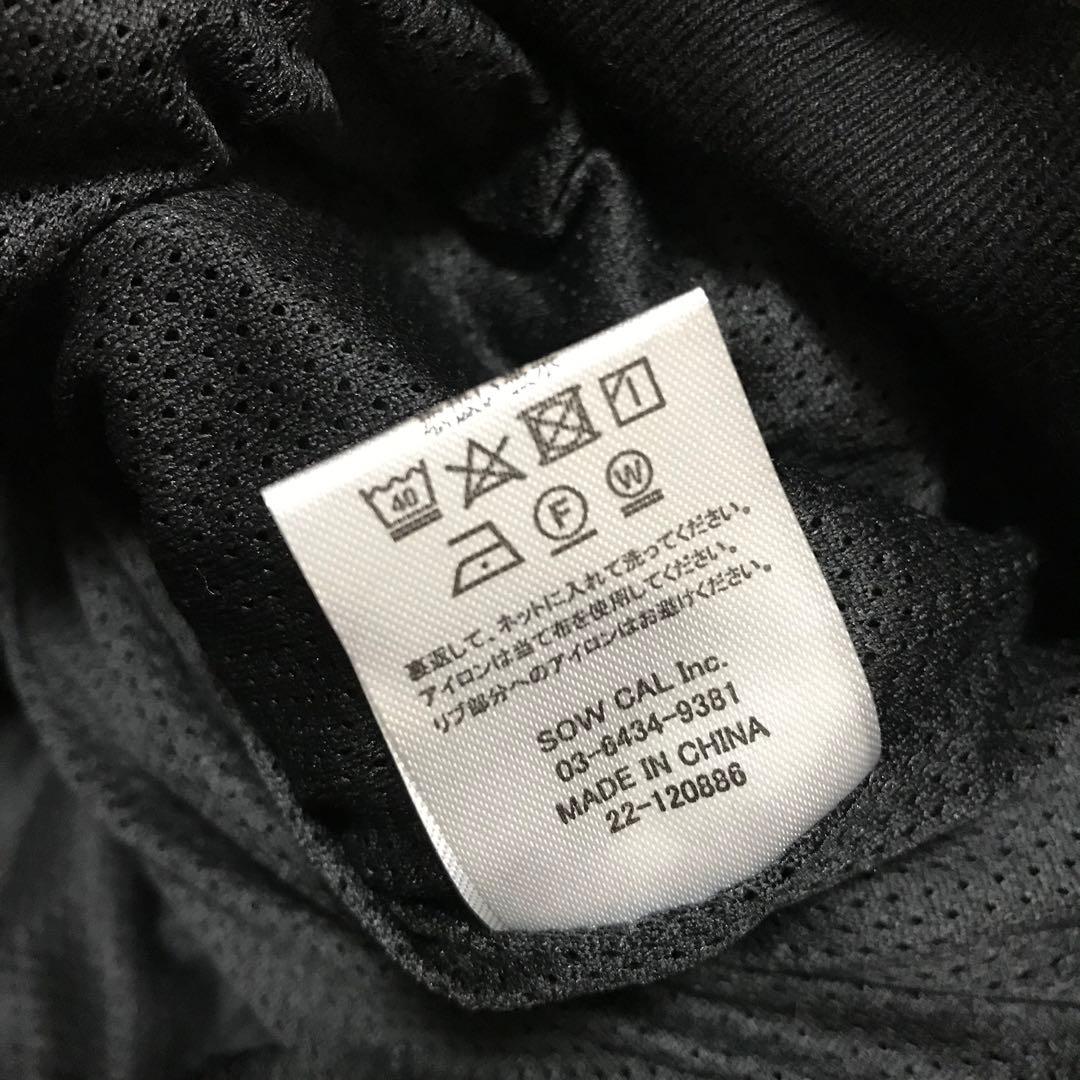 40
F
W
裏返して、ネットに入れて洗ってください。
アイロンは当て布を使用してください。
リブ部分へのアイロンはお避けください。
SOW CAL Inc.
03-6434-9381
MADE IN CHINA
22-120886